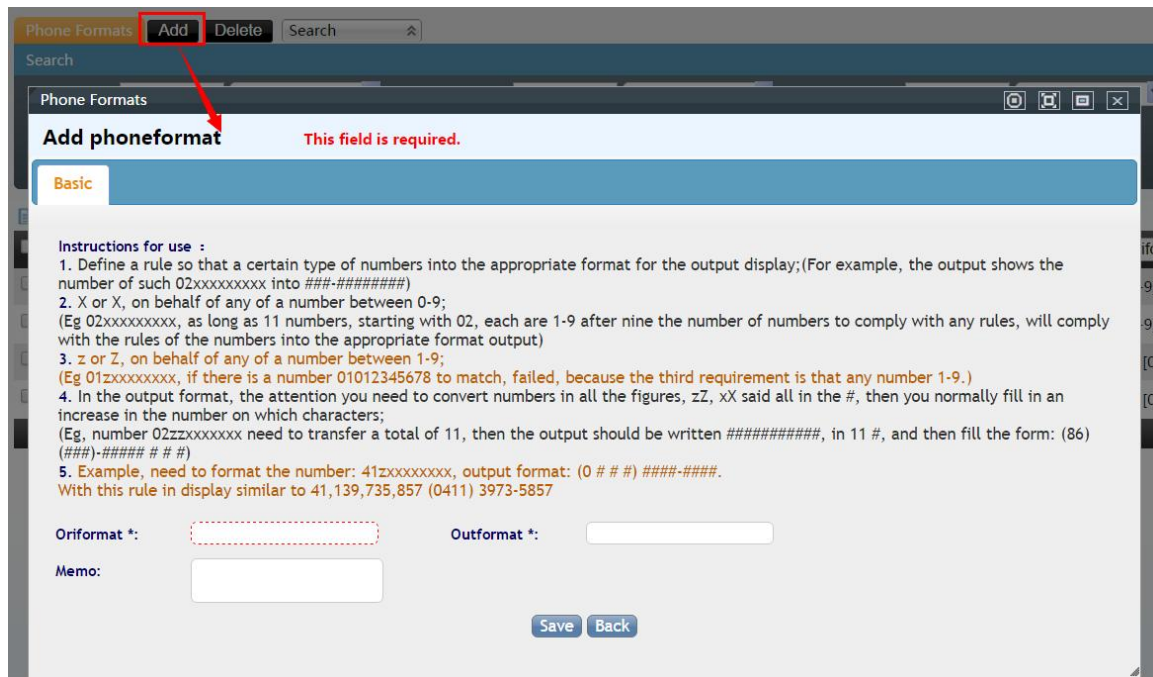 Phone Formats Add Delete Search
Search
Phone Formats
Add phoneformat This field is required.
Basic
Instructions for use :
1. Define a rule so that a certain type of numbers into the appropriate format for the output display;(For example, the output shows the
number of such 02xxxxxxxxx into ###-########)
2. X or X, on behalf of any of a number between 0-9;
(Eg 02xxxxxxxxx, as long as 11 numbers, starting with 02, each are 1-9 after nine the number of numbers to comply with any rules, will comply
with the rules of the numbers into the appropriate format output)
3. z or Z, on behalf of any of a number between 1-9;
(Eg 01zxxxxxxxx, if there is a number 01012345678 to match, failed, because the third requirement is that any number 1-9.)
4. In the output format, the attention you need to convert numbers in all the figures, zZ, xX said all in the #, then you normally fill in an
increase in the number on which characters;
(Eg, number 02zzxxxxxxx need to transfer a total of 11, then the output should be written ###########, in 11 #, and then fill the form: (86)
(###)-##### # # #)
5. Example, need to format the number: 41zxxxxxxxx, output format: (0 # # #) ####-####.
With this rule in display similar to 41,139,735,857 (0411) 3973-5857
Oriformat *: Outformat *:
Memo:
Save Back